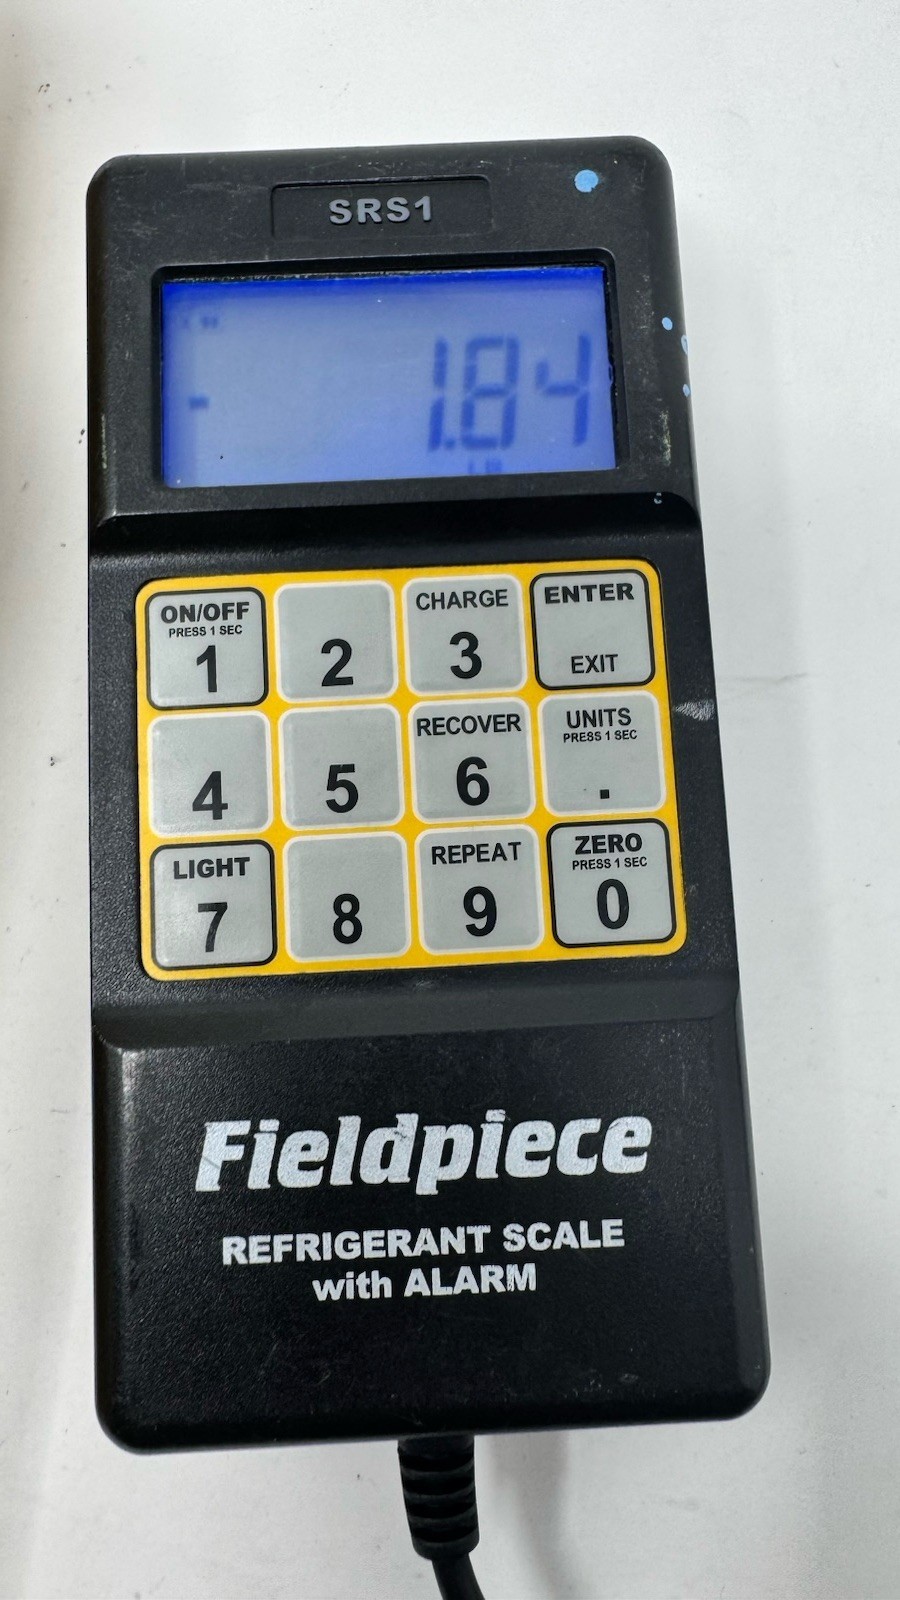 SRS1
- 1.84
LB
ON/OFF
PRESS 1 SEC
1
2
CHARGE
3
ENTER
EXIT
4
5
RECOVER
6
UNITS
PRESS 1 SEC
.
LIGHT
7
8
REPEAT
9
ZERO
PRESS 1 SEC
0
Fieldpiece
REFRIGERANT SCALE
with ALARM